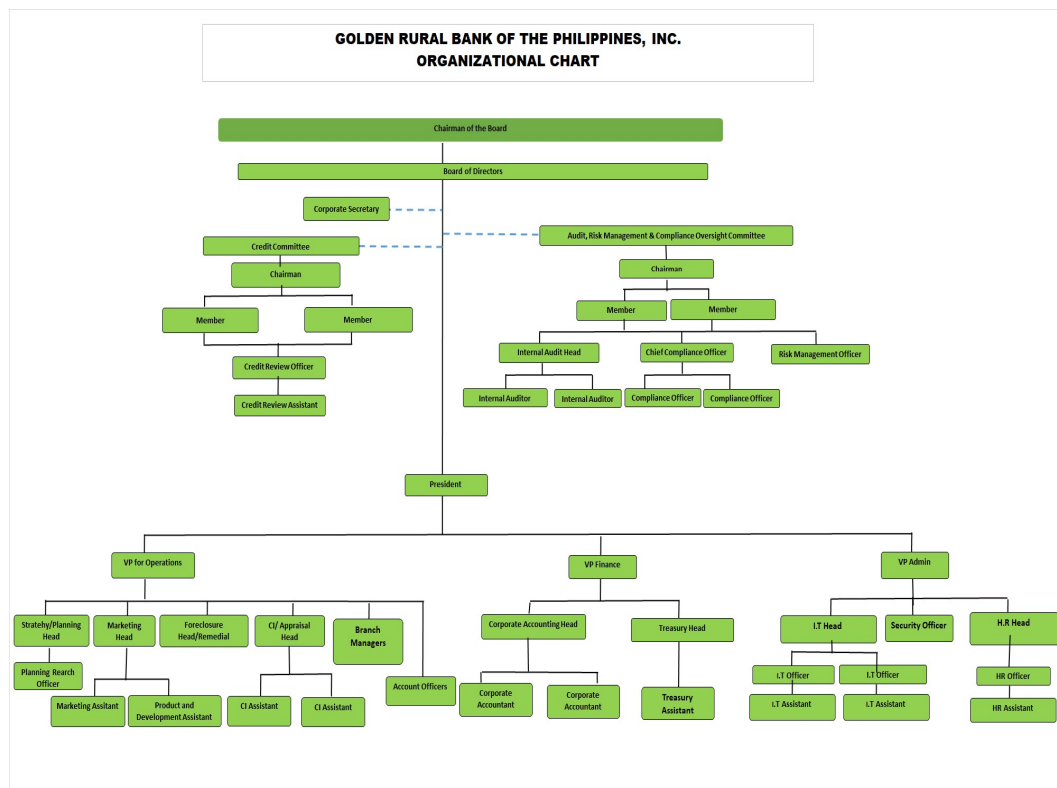 GOLDEN RURAL BANK OF THE PHILIPPINES, INC.
ORGANIZATIONAL CHART
Chairman of the Board
Board of Directors
Corporate Secretary
Audit, Risk Management & Compliance Oversight Committee
Credit Committee
Chairman
Chairman
Member
Member
Member
Member
Internal Audit Head
Chief Compliance Officer
Risk Management Officer
Credit Review Officer
Internal Auditor
Internal Auditor
Compliance Officer
Compliance Officer
Credit Review Assistant
President
VP for Operations
VP Finance
VP Admin
Stratehy/Planning
Head
Marketing
Head
Foreclosure
Head/Remedial
CI/ Appraisal
Head
Branch
Managers
Corporate Accounting Head
Treasury Head
I.T Head
Security Officer
H.R Head
Planning Rearch
Officer
Account Officers
I.T Officer
I.T Officer
HR Officer
Marketing Assitant
Product and
Development Assistant
CI Assistant
CI Assistant
Corporate
Accountant
Corporate
Accountant
Treasury
Assistant
I.T Assistant
I.T Assistant
HR Assistant